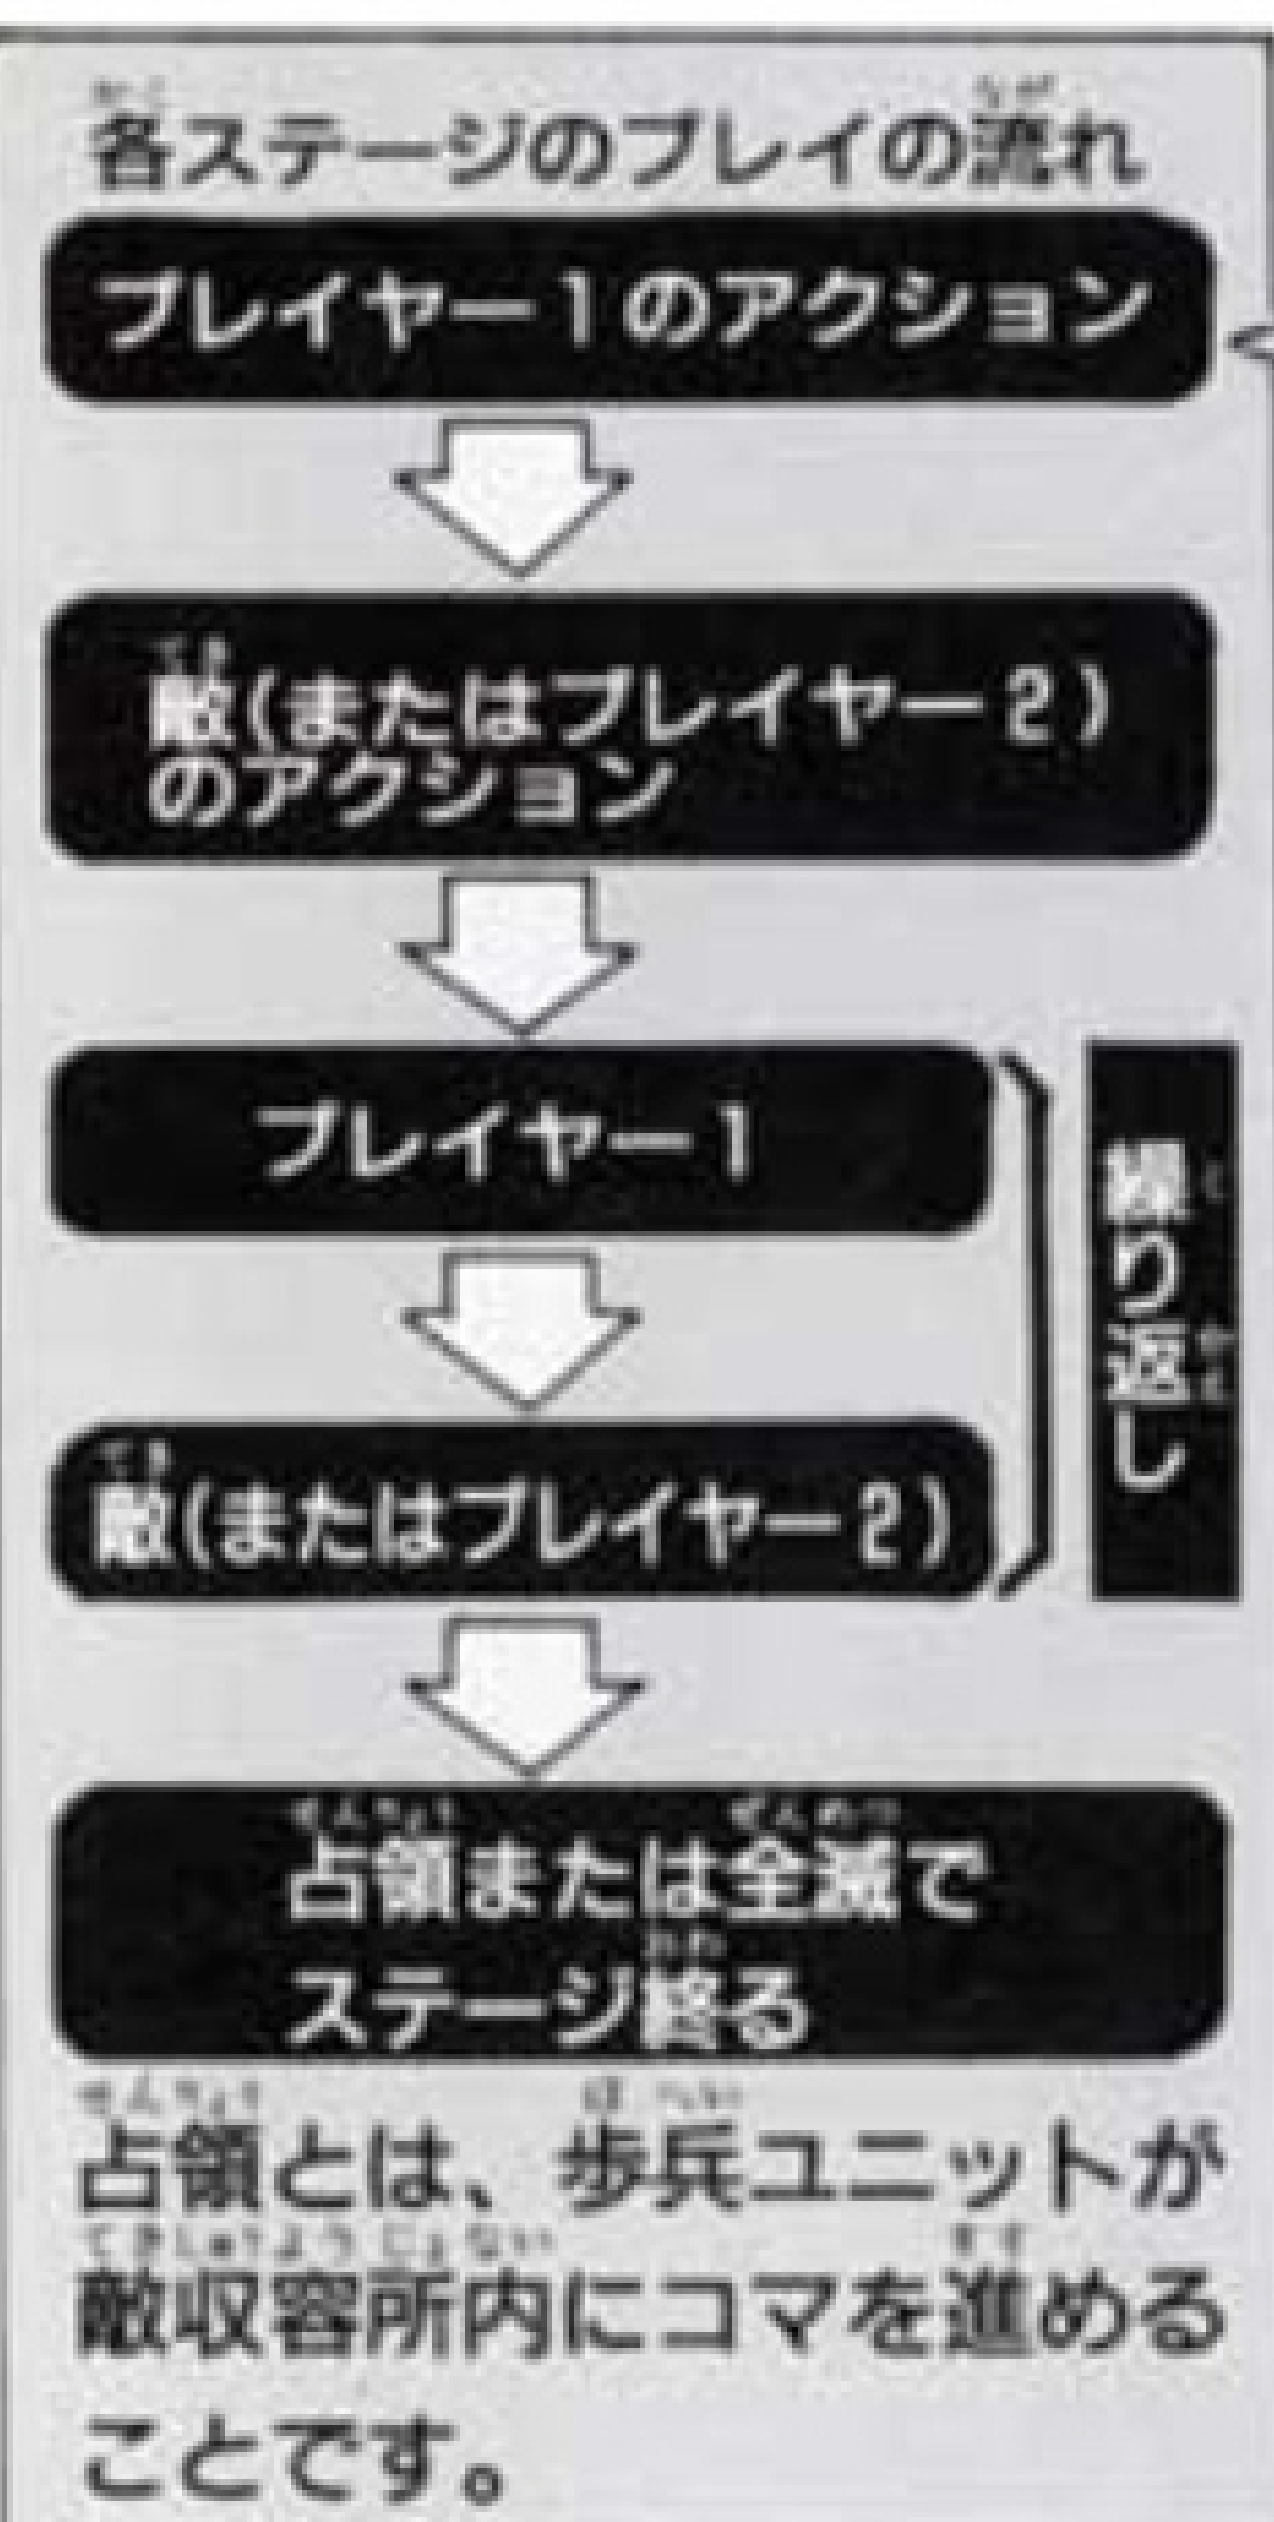 各ステージのプレイの流れ
プレイヤー1のアクション
敵(またはプレイヤー2)
のアクション
プレイヤー1
敵(またはプレイヤー2)
繰り返し
占領または全滅で
ステージ終る
占領とは、歩兵ユニットが
敵収容所内にコマを進める
ことです。